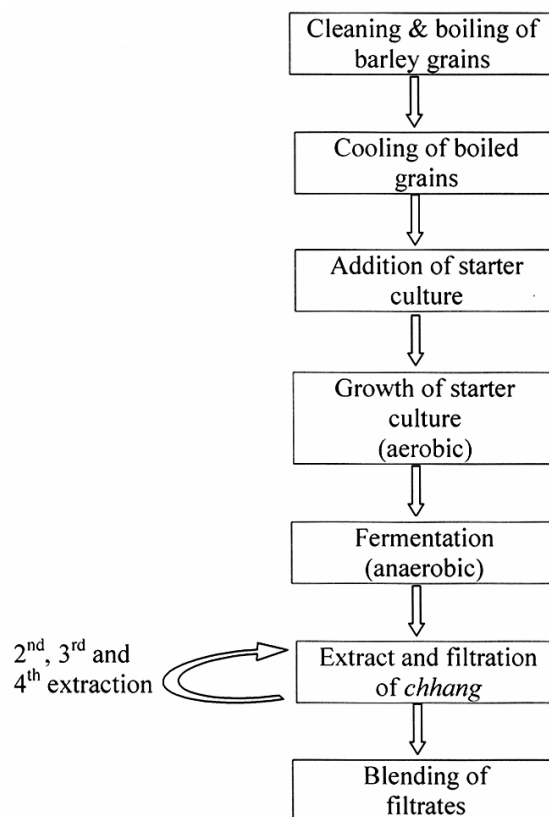 Cleaning & boiling of
barley grains
Cooling of boiled
grains
Addition of starter
culture
Growth of starter
culture
(aerobic)
Fermentation
(anaerobic)
2nd, 3rd and
4th extraction
Extract and filtration
of chhang
Blending of
filtrates